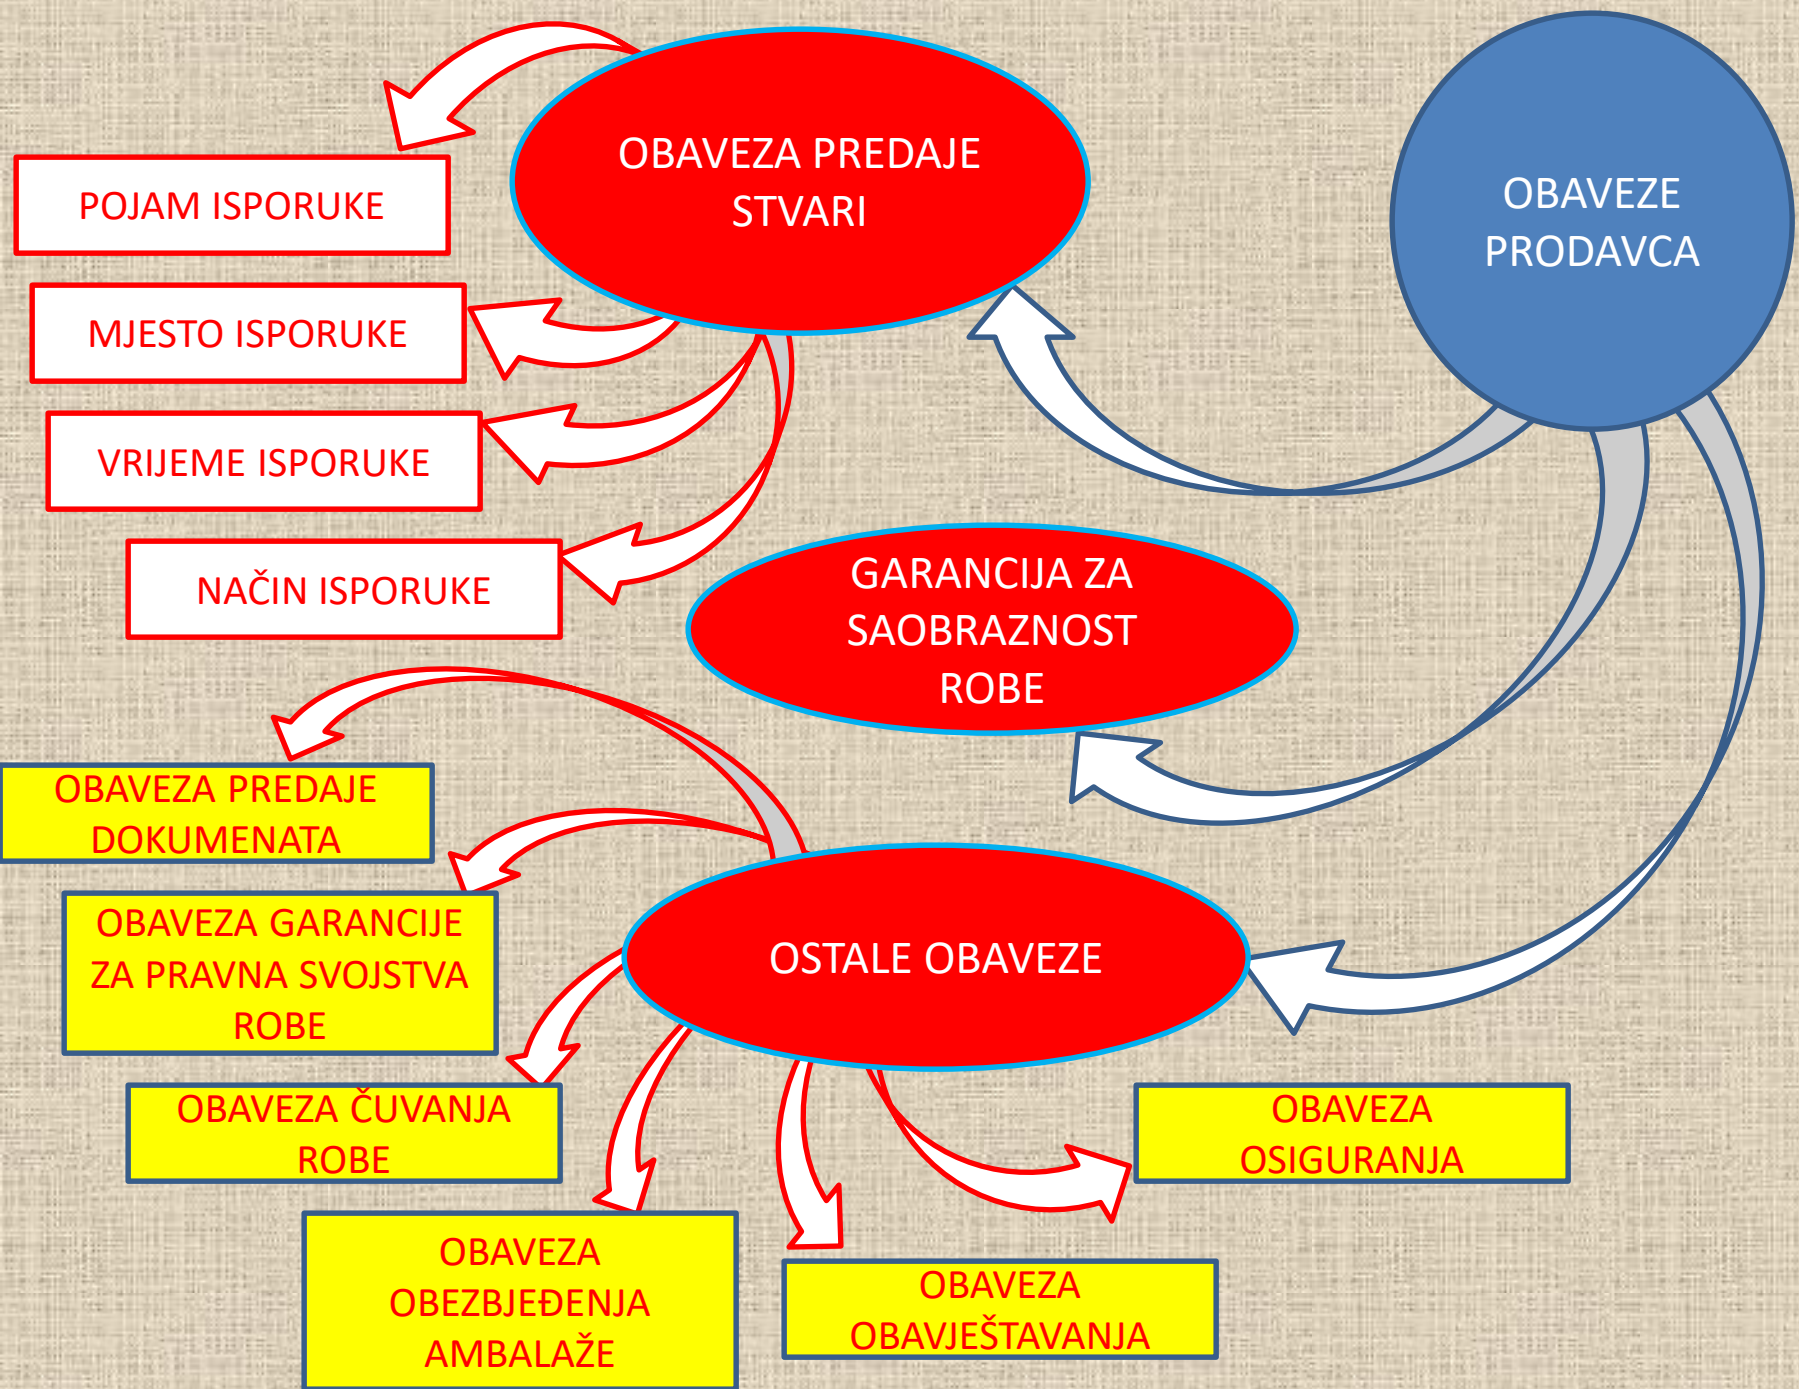 OBAVEZE
PRODAVCA
OBAVEZA PREDAJE
STVARI
POJAM ISPORUKE
MJESTO ISPORUKE
VRIJEME ISPORUKE
NAČIN ISPORUKE
GARANCIJA ZA
SAOBRAZNOST
ROBE
OSTALE OBAVEZE
OBAVEZA PREDAJE
DOKUMENATA
OBAVEZA GARANCIJE
ZA PRAVNA SVOJSTVA
ROBE
OBAVEZA ČUVANJA
ROBE
OBAVEZA
OBEZBJEĐENJA
AMBALAŽE
OBAVEZA
OBAVJEŠTAVANJA
OBAVEZA
OSIGURANJA